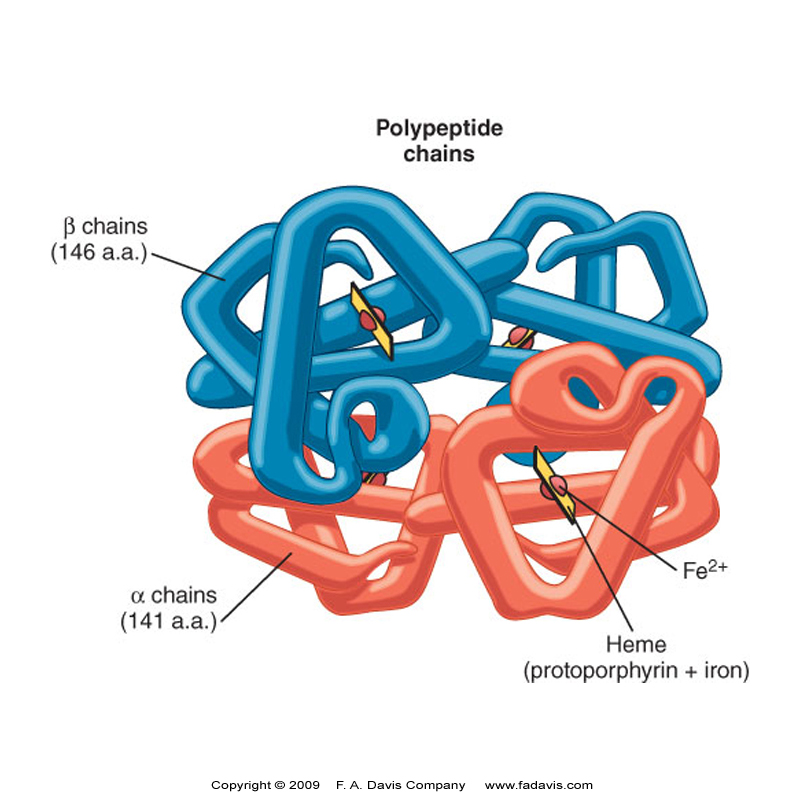 Polypeptide
chains
β chains
(146 a.a.)
α chains
(141 a.a.)
Fe²⁺
Heme
(protoporphyrin + iron)
Copyright © 2009 F. A. Davis Company www.fadavis.com